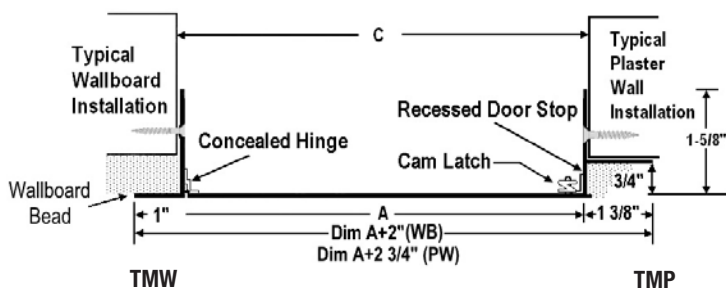 C
Typical
Wallboard
Installation
Typical
Plaster
Wall
Installation
Recessed Door Stop
1-5/8"
Concealed Hinge
Cam Latch
3/4"
Wallboard
Bead
1"
A
1 3/8"
Dim A+2"(WB)
Dim A+2 3/4" (PW)
TMW
TMP